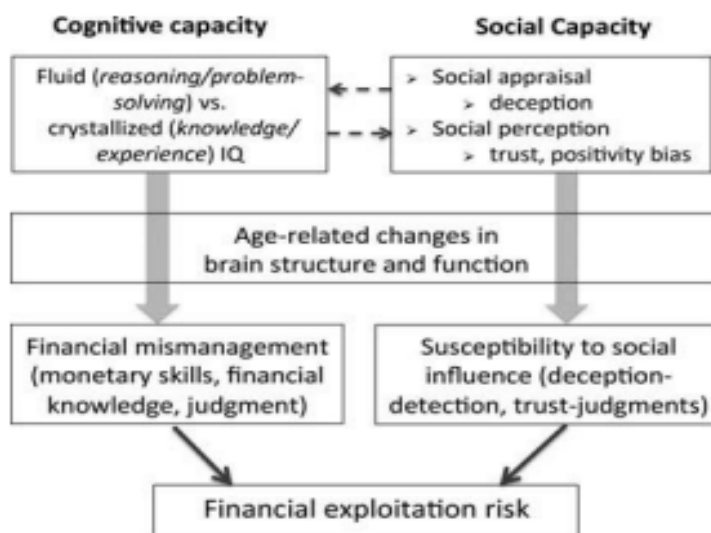 Cognitive capacity
Fluid (reasoning/problem-
solving) vs.
crystallized (knowledge/
experience) IQ
Social Capacity
➢ Social appraisal
➢ deception
➢ Social perception
➢ trust, positivity bias
Age-related changes in
brain structure and function
Financial mismanagement
(monetary skills, financial
knowledge, judgment)
Susceptibility to social
influence (deception-
detection, trust-judgments)
Financial exploitation risk